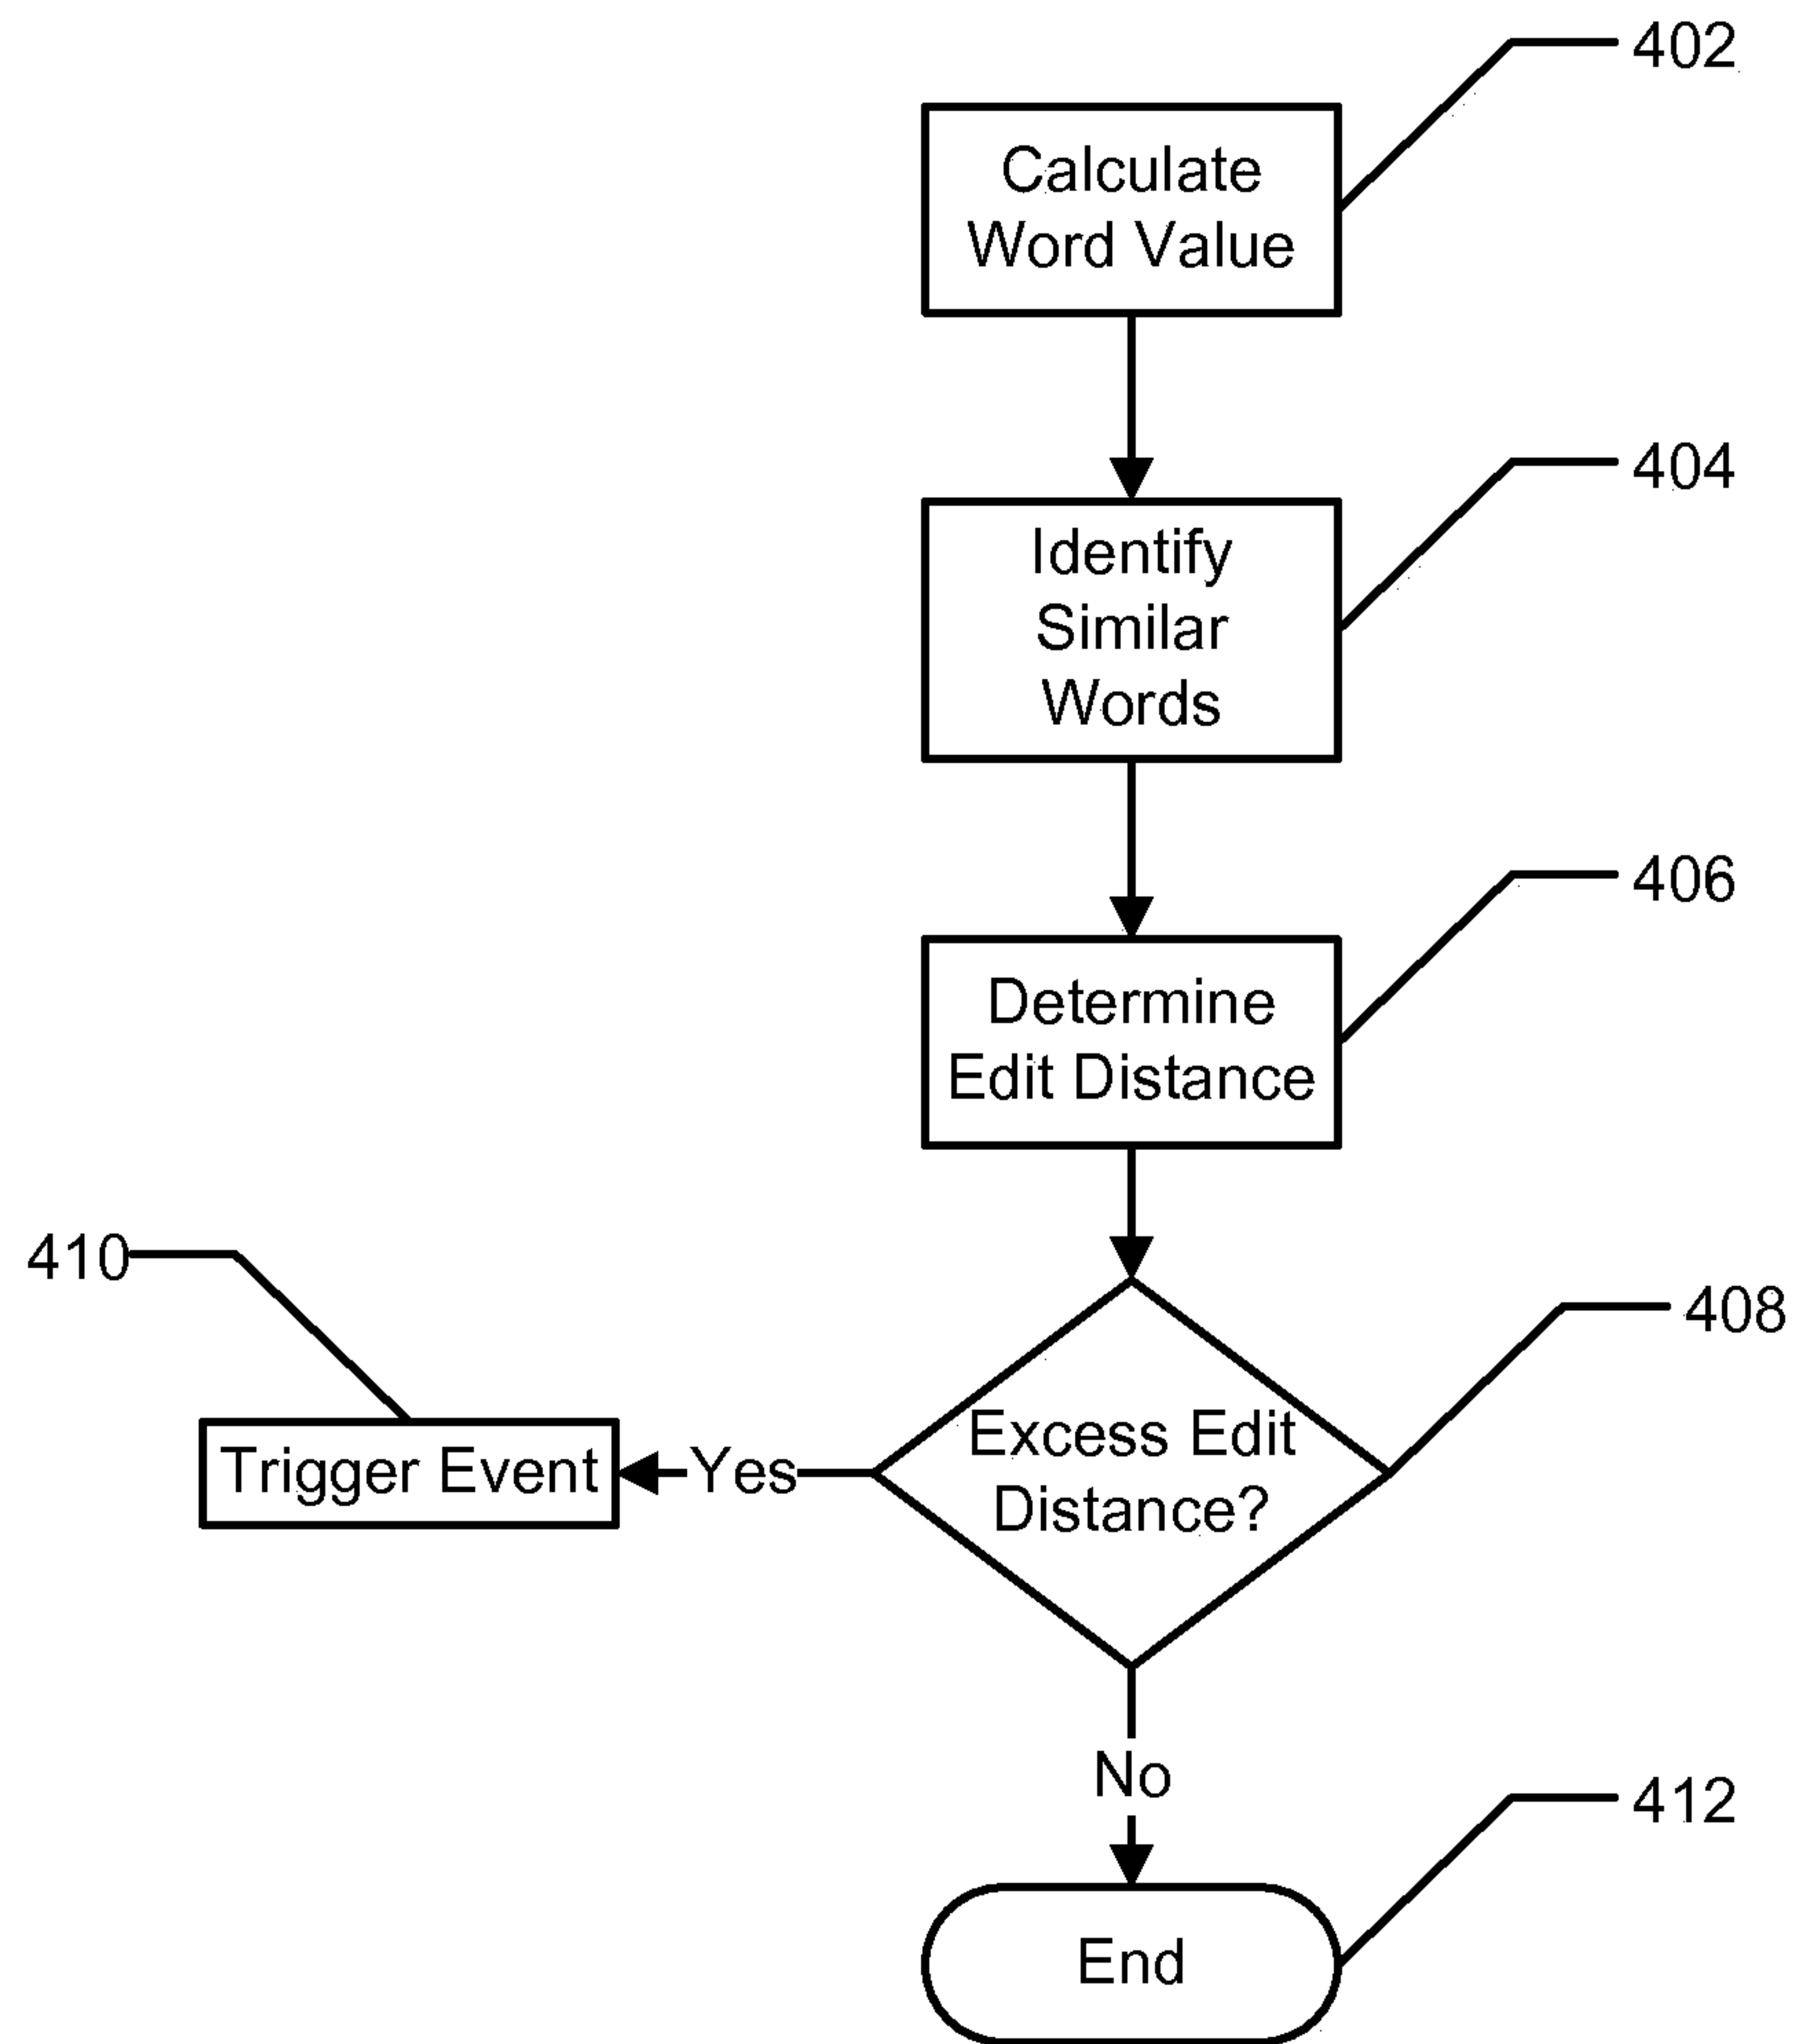 402
Calculate
Word Value
404
Identify
Similar
Words
406
Determine
Edit Distance
410
408
Excess Edit
Distance?
Yes
Trigger Event
No
412
End